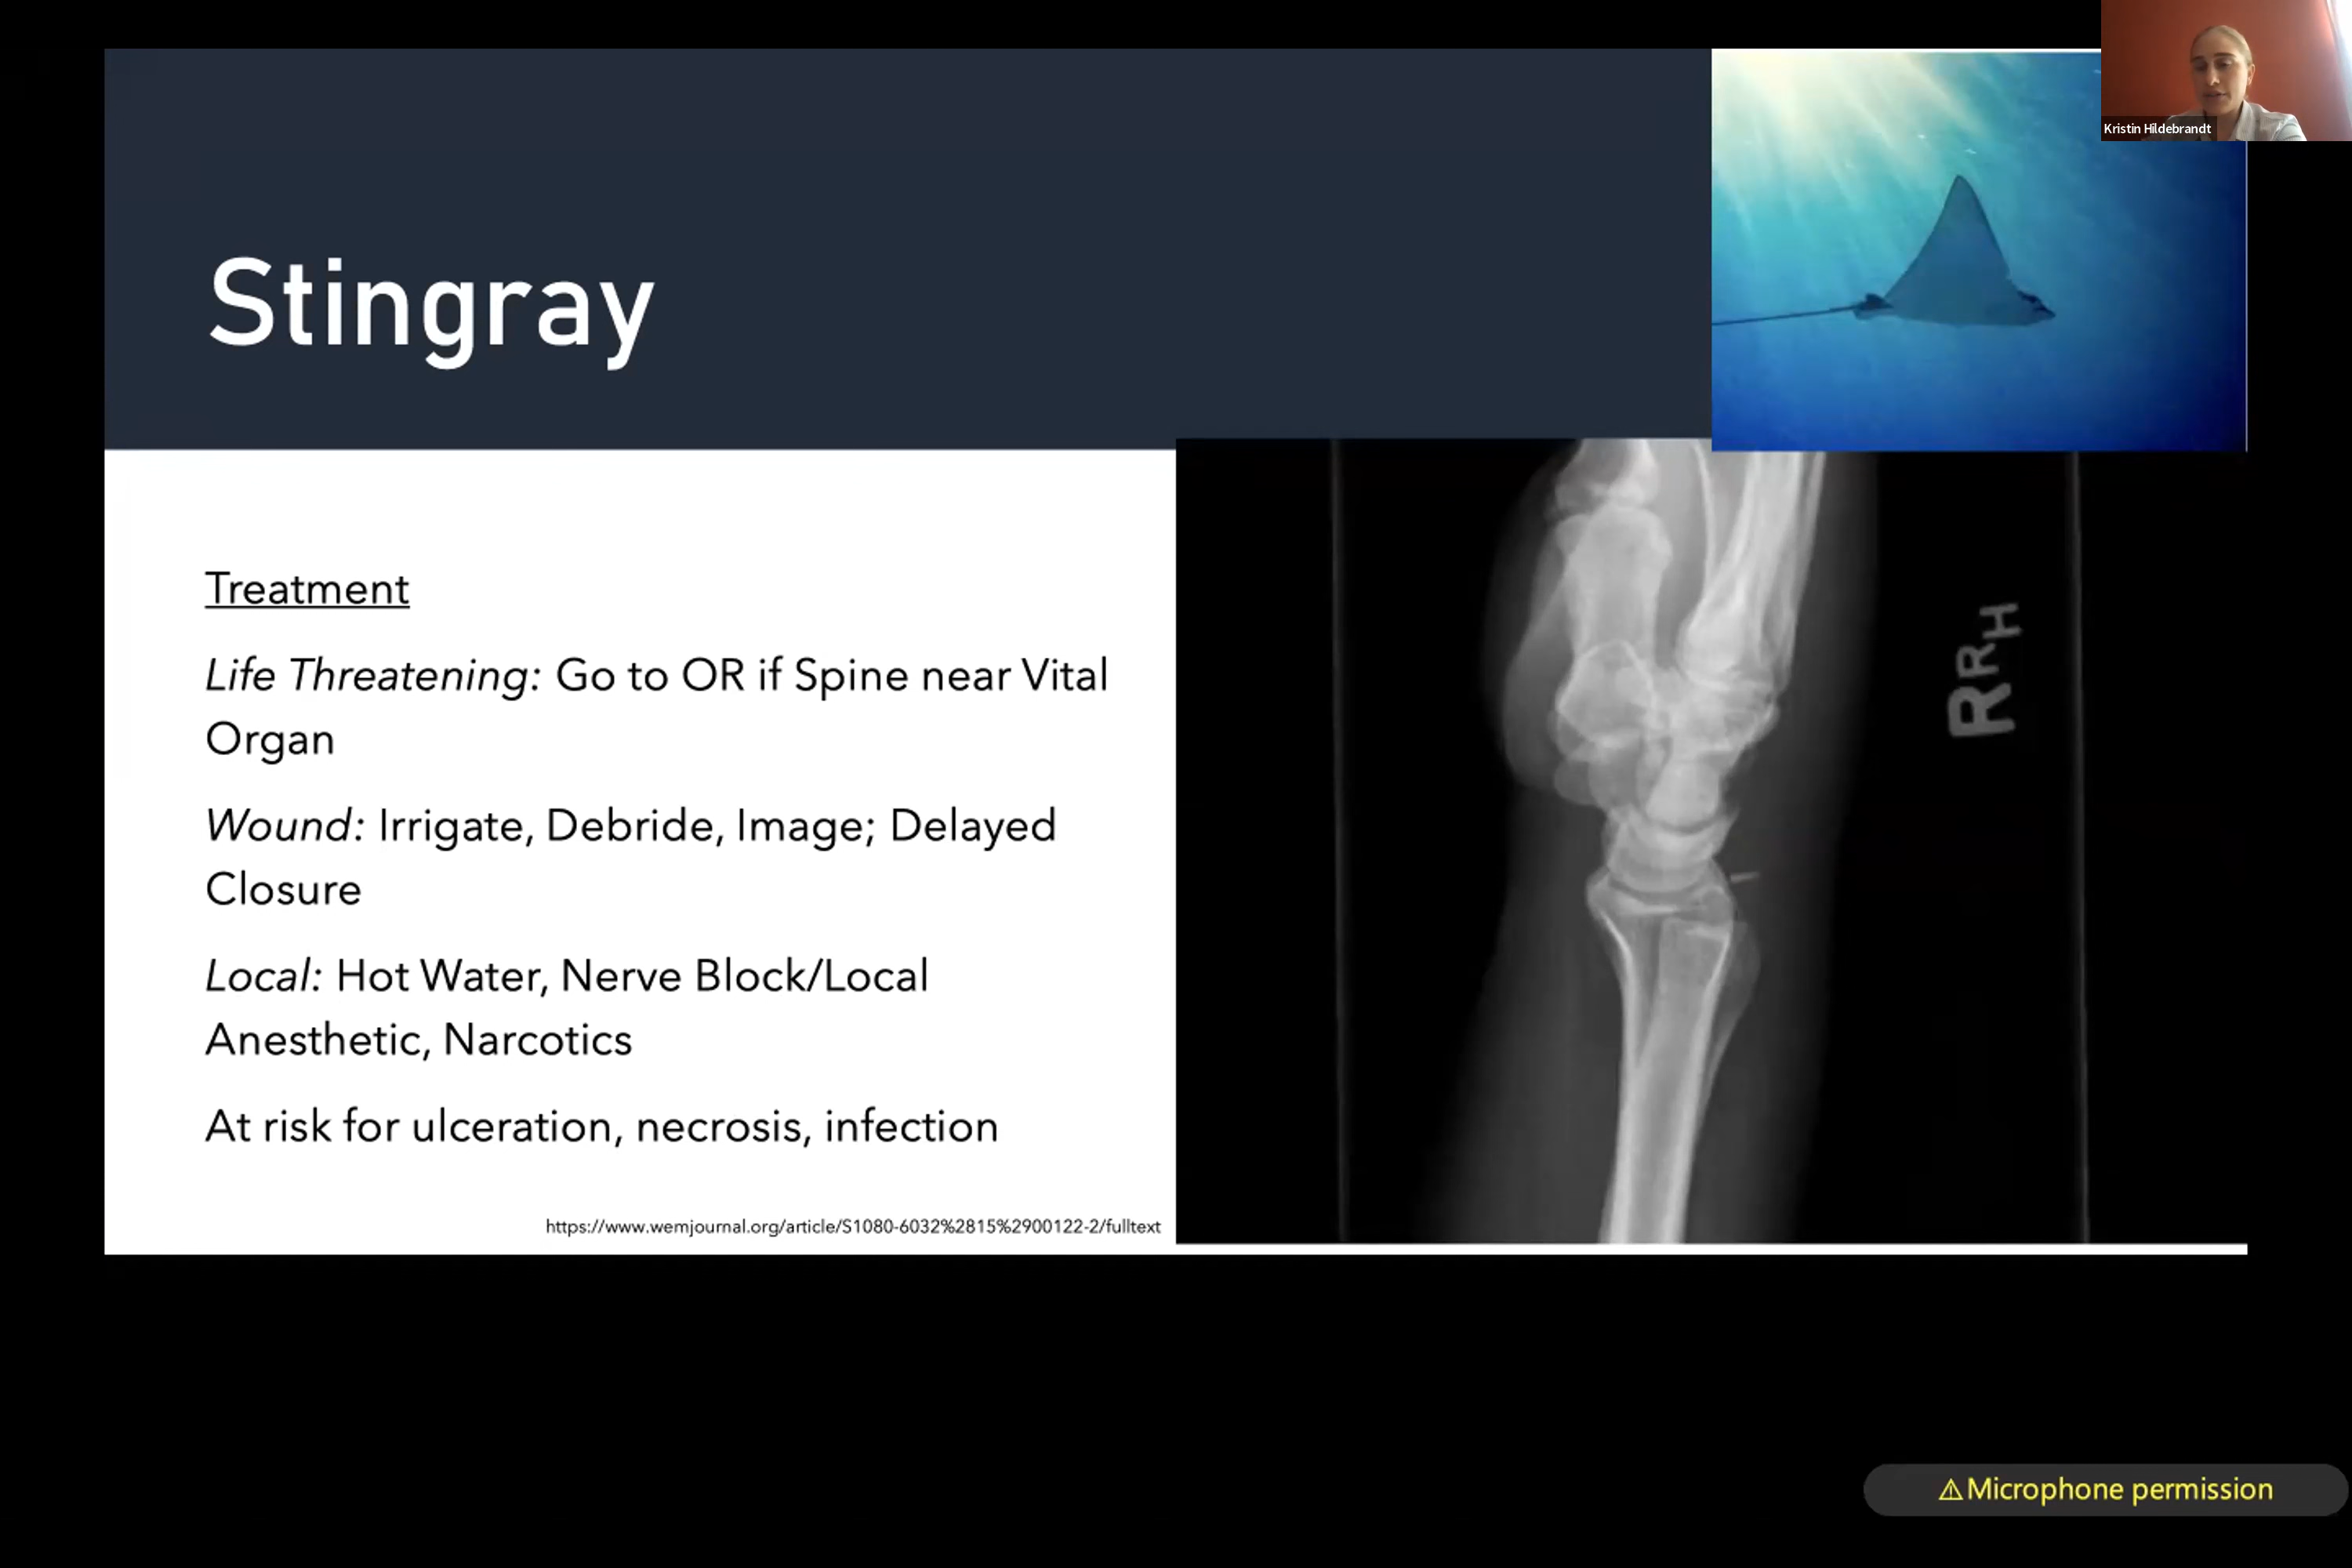 Kristin Hildebrandt
Stingray
Treatment
Life Threatening: Go to OR if Spine near Vital
Organ
Wound: Irrigate, Debride, Image; Delayed
Closure
Local: Hot Water, Nerve Block/Local
Anesthetic, Narcotics
At risk for ulceration, necrosis, infection
https://www.wemjournal.org/article/S1080-6032%2815%2900122-2/fulltext
RRH
⚠Microphone permission